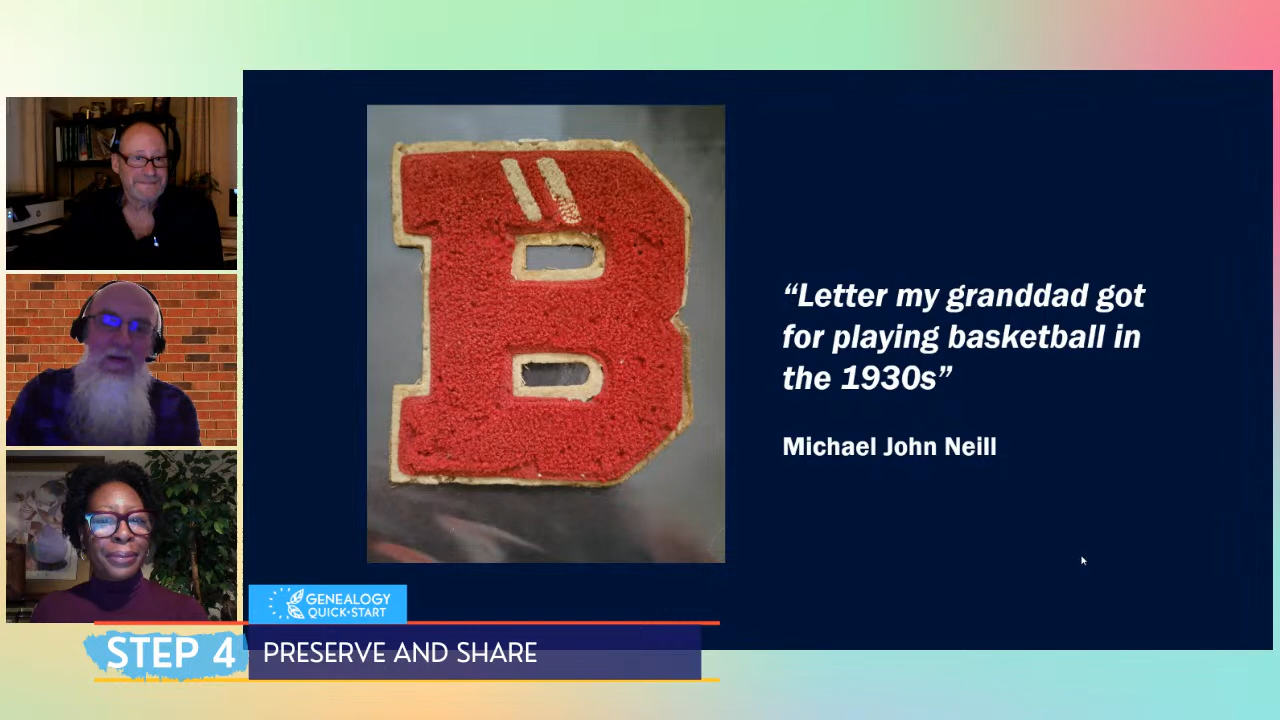 B
“Letter my granddad got
for playing basketball in
the 1930s”
Michael John Neill
GENEALOGY
QUICK•START
STEP 4
PRESERVE AND SHARE